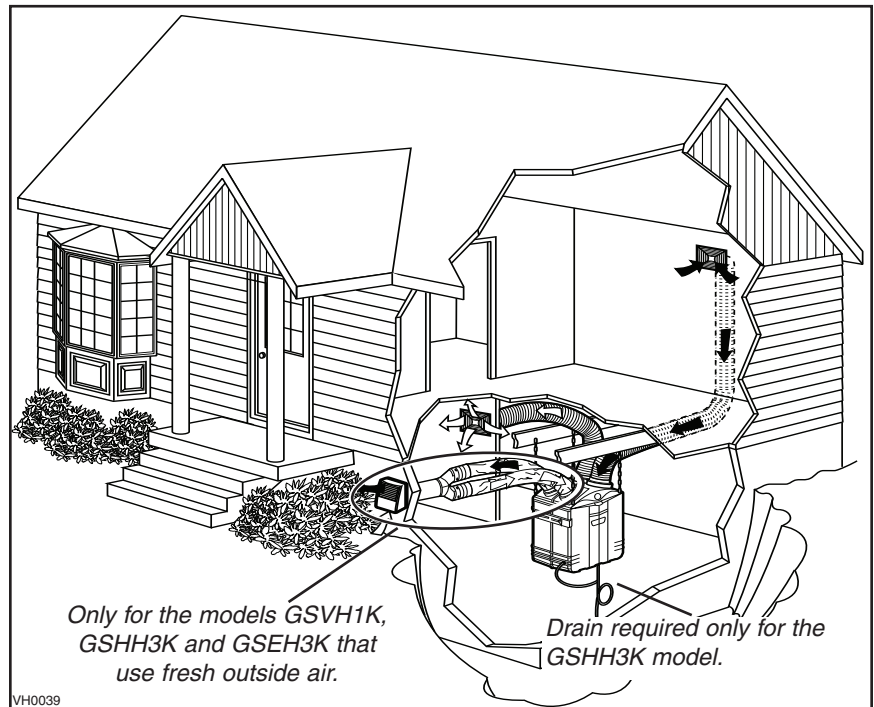 Only for the models GSVH1K,
GSHH3K and GSEH3K that
use fresh outside air.
Drain required only for the
GSHH3K model.
VH0039